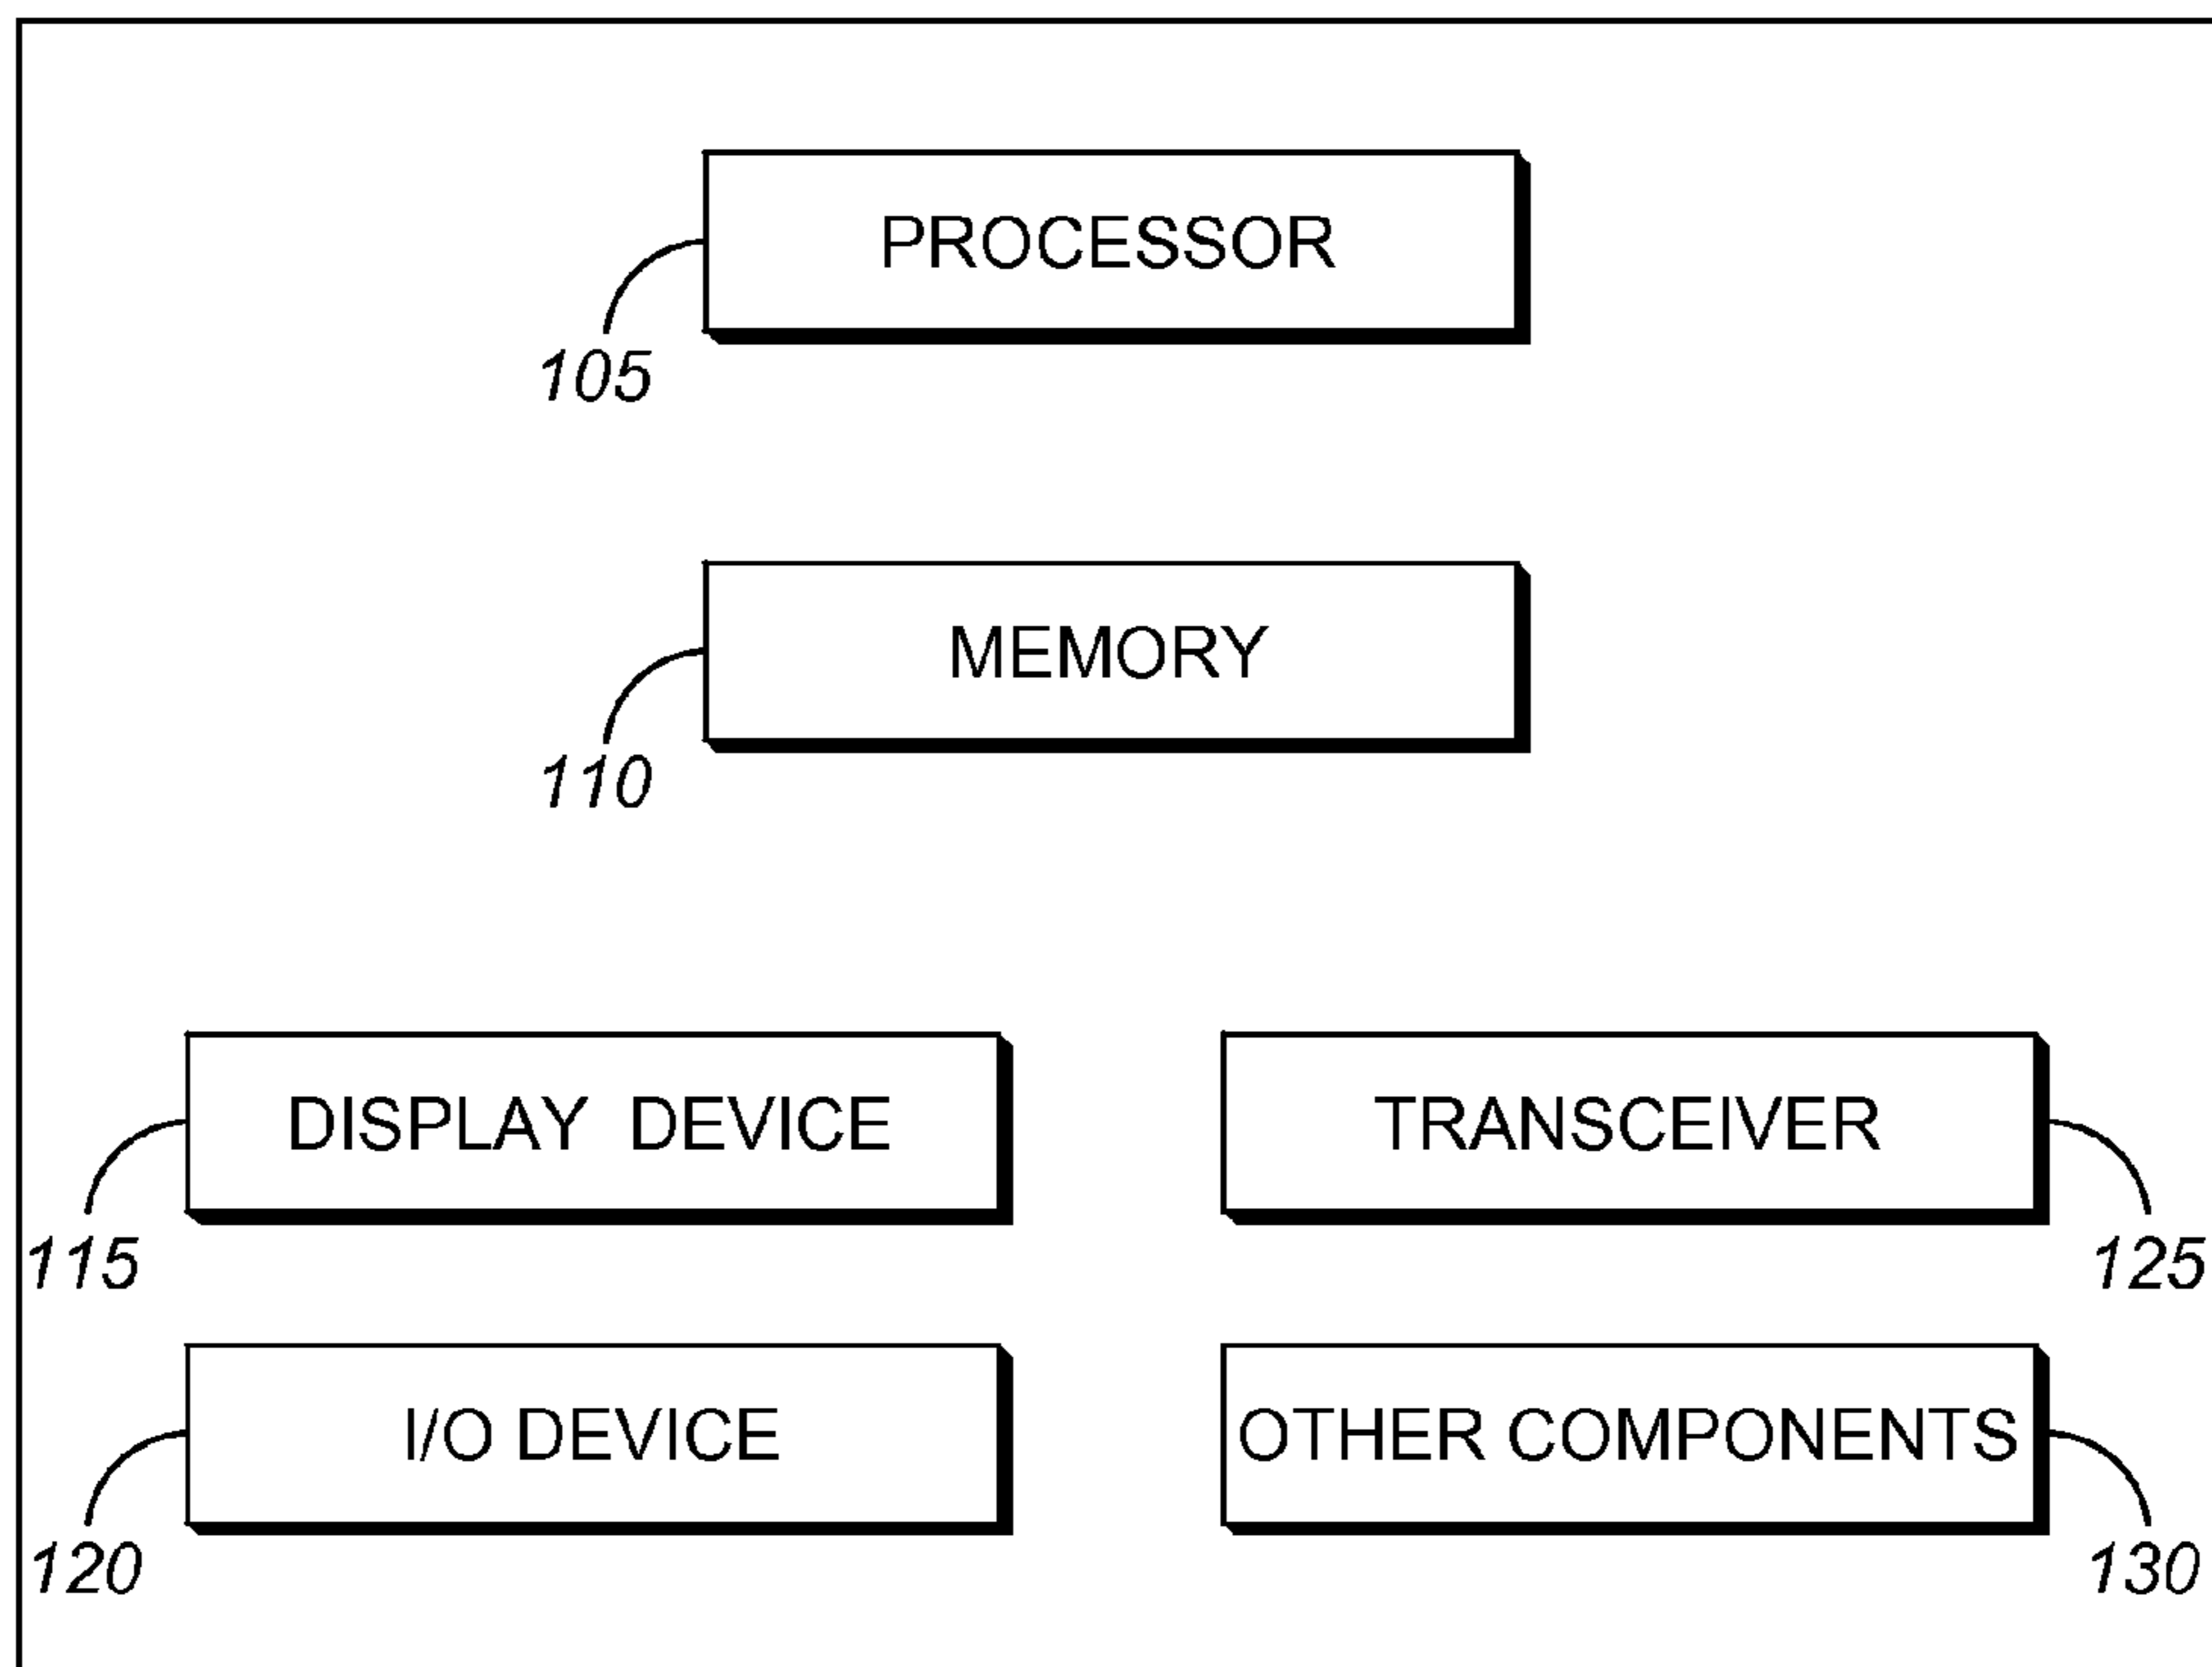 PROCESSOR
105
MEMORY
110
DISPLAY DEVICE
TRANSCEIVER
115
125
I/O DEVICE
OTHER COMPONENTS
120
130